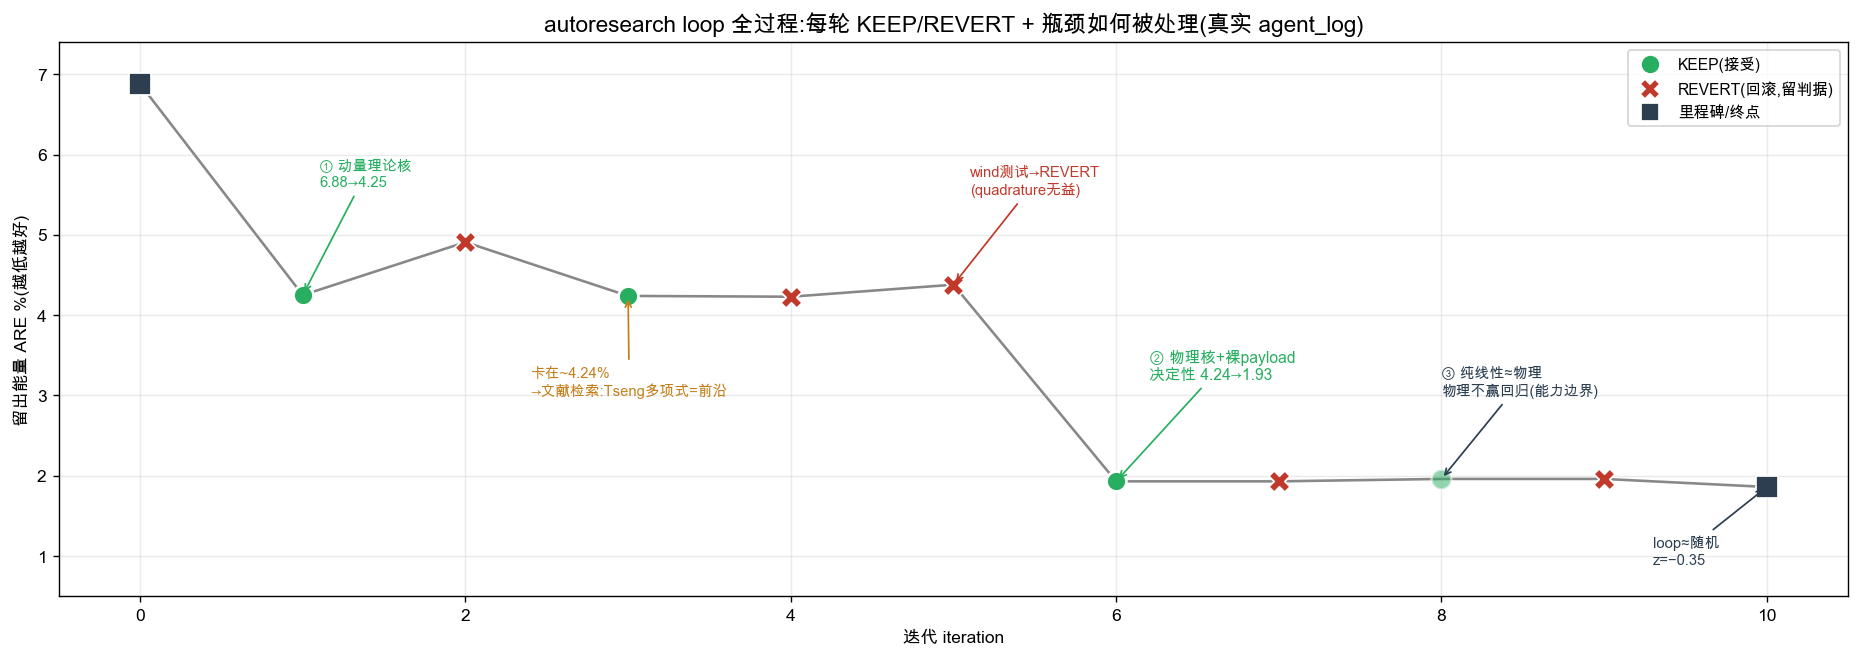 autoresearch loop 全过程:每轮 KEEP/REVERT + 瓶颈如何被处理(真实 agent_log)
KEEP(接受)
REVERT(回滚,留判据)
里程碑/终点
留出能量 ARE %(越低越好)
7
6
5
4
3
2
1
① 动量理论核
6.88→4.25
wind测试→REVERT
(quadrature无益)
卡在~4.24%
→文献检索:Tseng多项式=前沿
② 物理核+裸payload
决定性 4.24→1.93
③ 纯线性≈物理
物理不赢回归(能力边界)
loop≈随机
z=−0.35
0
2
4
6
8
10
迭代 iteration